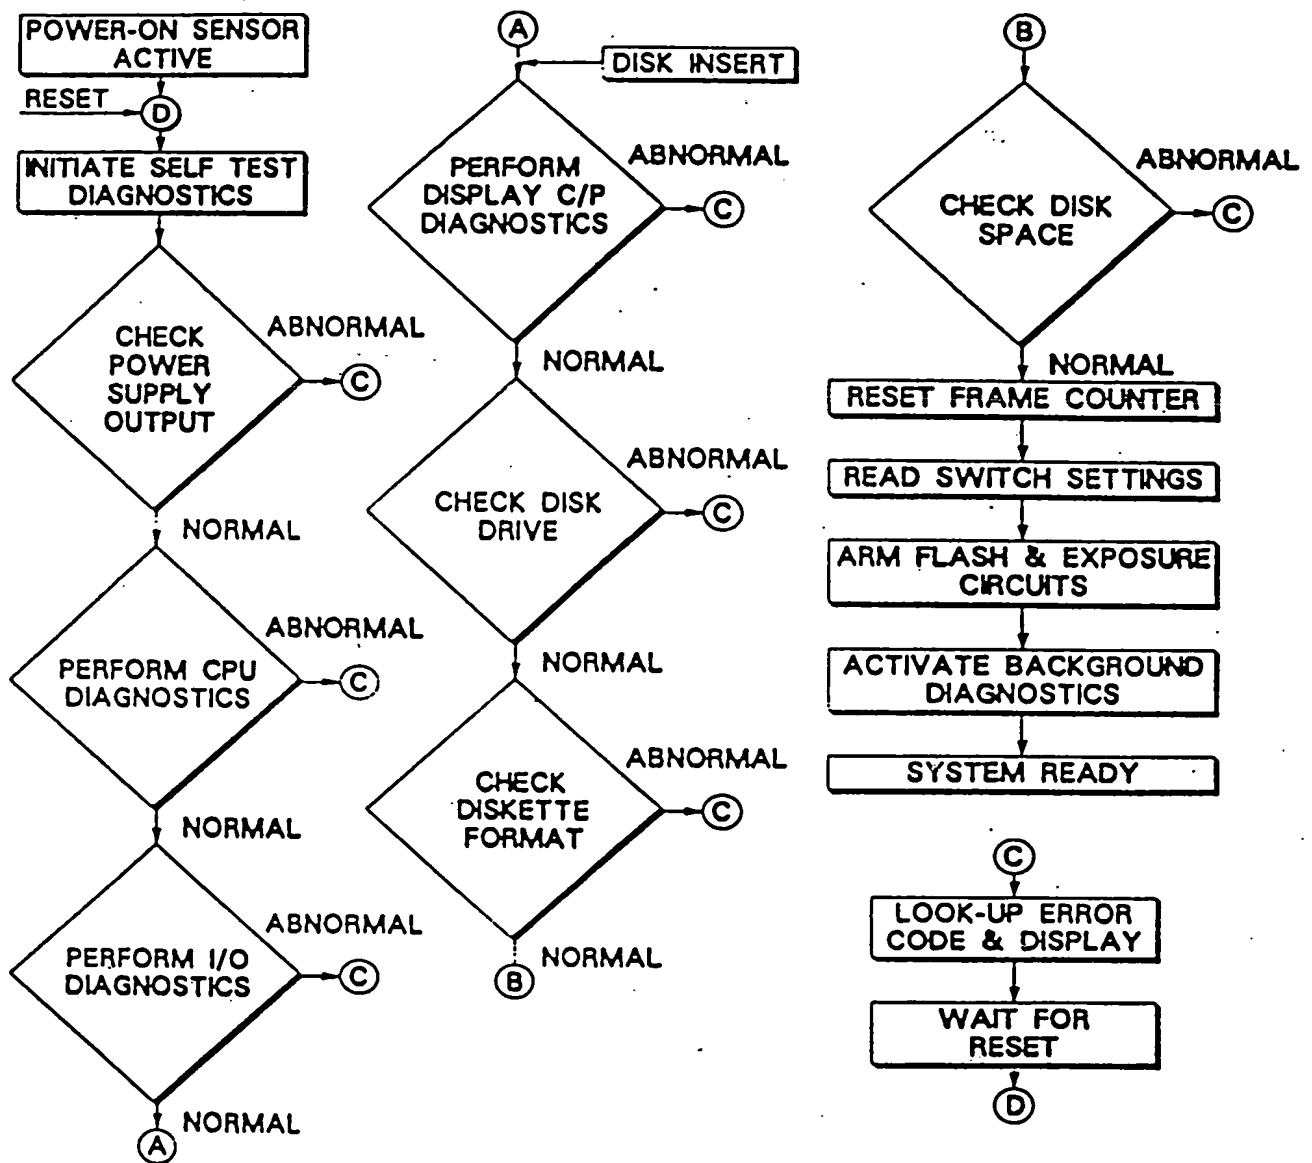 POWER-ON SENSOR
ACTIVE
RESET
D
INITIATE SELF TEST
DIAGNOSTICS
CHECK
POWER
SUPPLY
OUTPUT
ABNORMAL
C
NORMAL
PERFORM CPU
DIAGNOSTICS
ABNORMAL
C
NORMAL
PERFORM I/O
DIAGNOSTICS
ABNORMAL
C
NORMAL
A
A
DISK INSERT
PERFORM
DISPLAY C/P
DIAGNOSTICS
ABNORMAL
C
NORMAL
CHECK DISK
DRIVE
ABNORMAL
C
NORMAL
CHECK
DISKETTE
FORMAT
ABNORMAL
C
NORMAL
B
B
CHECK DISK
SPACE
ABNORMAL
C
NORMAL
RESET FRAME COUNTER
READ SWITCH SETTINGS
ARM FLASH & EXPOSURE
CIRCUITS
ACTIVATE BACKGROUND
DIAGNOSTICS
SYSTEM READY
C
LOOK-UP ERROR
CODE & DISPLAY
WAIT FOR
RESET
D